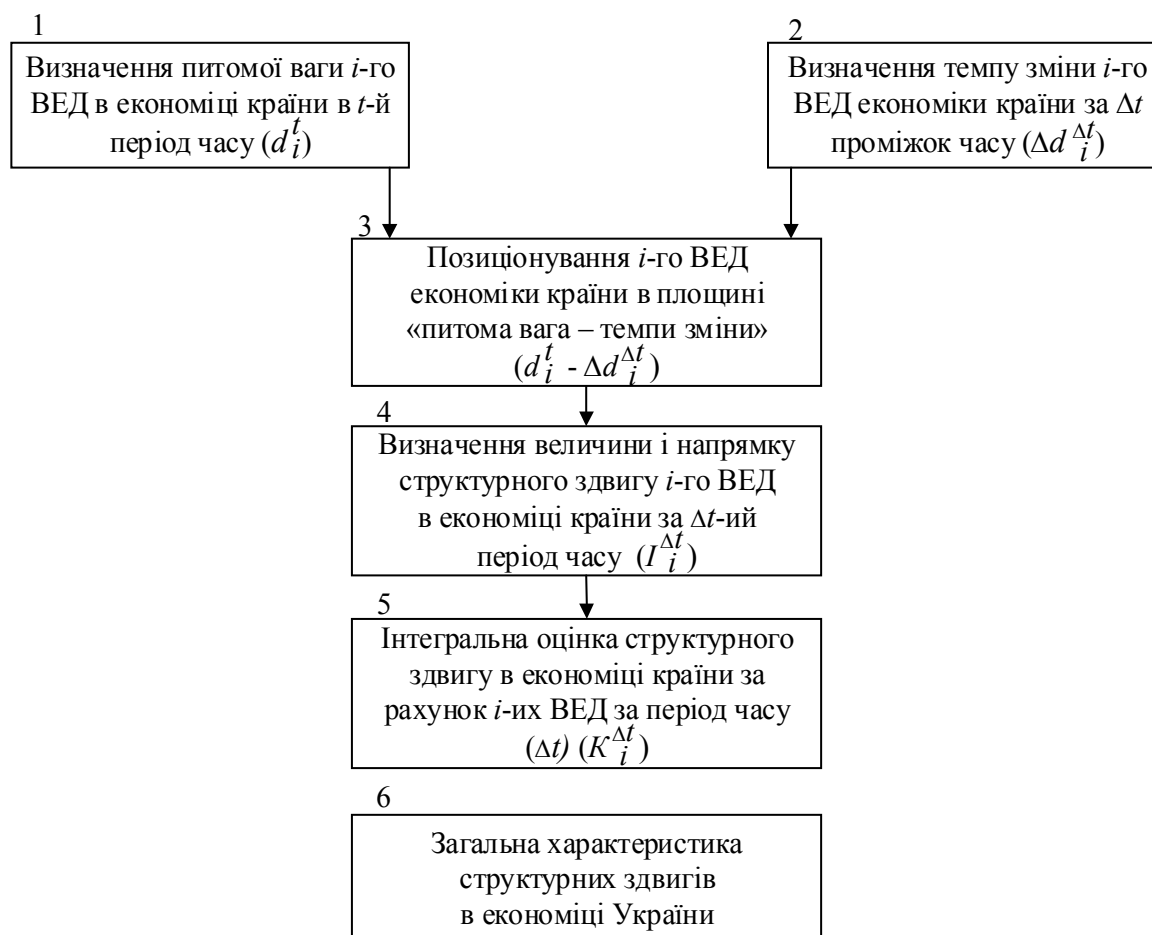 1
Визначення питомої ваги i-го
ВЕД в економіці країни в t-й
період часу (d_i^t)
2
Визначення темпу зміни i-го
ВЕД економіки країни за Δt
проміжок часу (Δd_i^Δt)
3
Позиціонування i-го ВЕД
економіки країни в площині
«питома вага – темпи зміни»
(d_i^t - Δd_i^Δt)
4
Визначення величини і напрямку
структурного здвигу i-го ВЕД
в економіці країни за Δt-ий
період часу (I_i^Δt)
5
Інтегральна оцінка структурного
здвигу в економіці країни за
рахунок i-их ВЕД за період часу
(Δt) (K_i^Δt)
6
Загальна характеристика
структурних здвигів
в економіці України